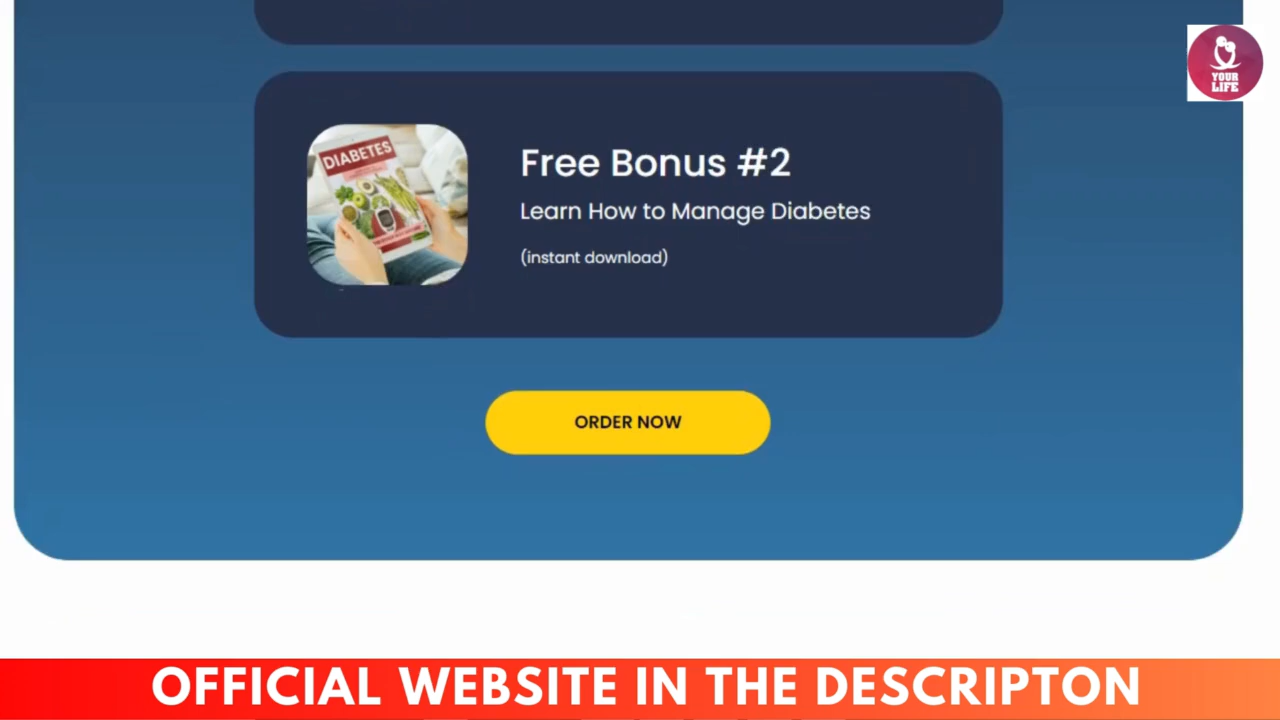 YOUR
LIFE
DIABETES
Free Bonus #2
Learn How to Manage Diabetes
(instant download)
ORDER NOW
OFFICIAL WEBSITE IN THE DESCRIPTON